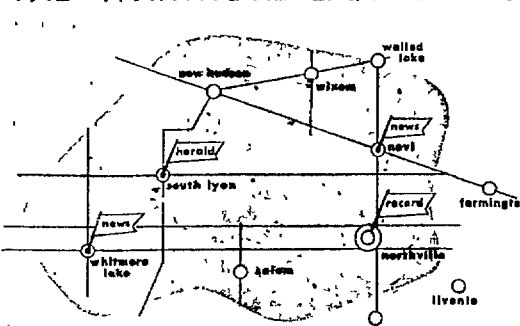 walled
lake
new hudson
wixom
news
novi
herald
south lyon
farmingto
record
news
northville
whitmore
lake
salem
livonia